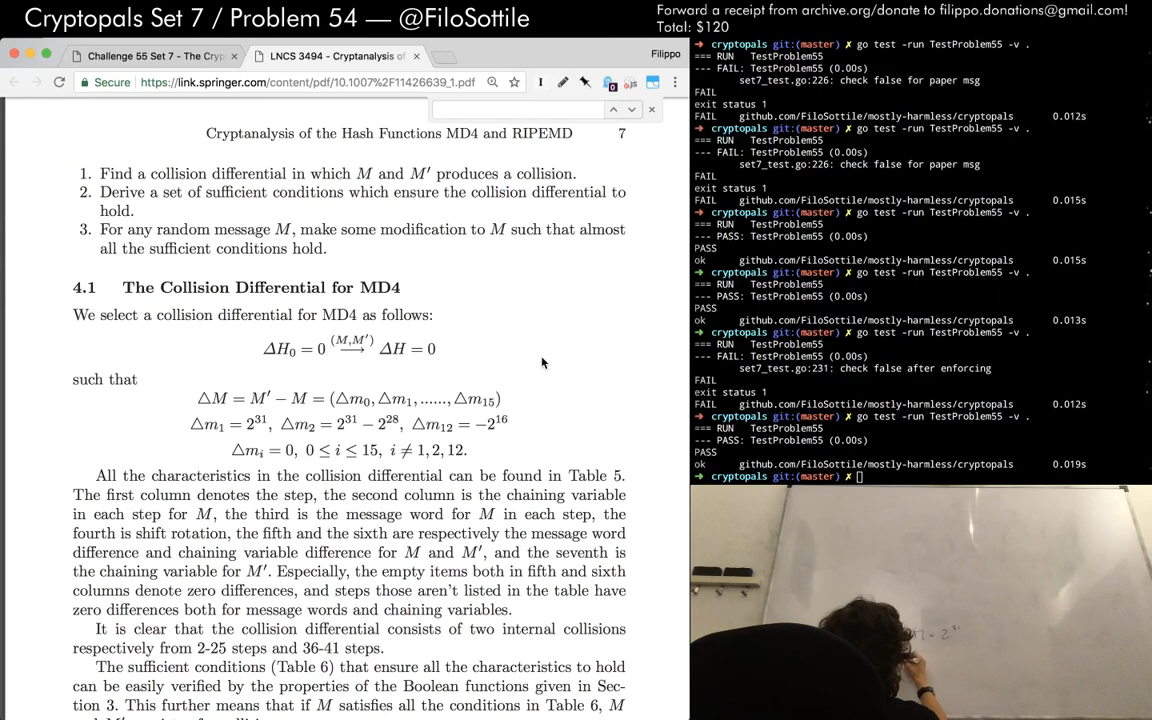 Cryptopals Set 7 / Problem 54 — @FiloSottile
Forward a receipt from archive.org/donate to filippo.donations@gmail.com!
Total: $120
Challenge 55 Set 7 - The Cryp
LNCS 3494 - Cryptanalysis of
Filippo
Secure
https://link.springer.com/content/pdf/10.1007%2F11426639_1.pdf
Cryptanalysis of the Hash Functions MD4 and RIPEMD 7
1. Find a collision differential in which M and M′ produces a collision.
2. Derive a set of sufficient conditions which ensure the collision differential to
hold.
3. For any random message M, make some modification to M such that almost
all the sufficient conditions hold.
4.1 The Collision Differential for MD4
We select a collision differential for MD4 as follows:
ΔH₀ = 0 (M,M′) ⟶ ΔH = 0
such that
△M = M′ − M = (△m₀, △m₁, ......, △m₁₅)
△m₁ = 2³¹, △m₂ = 2³¹ − 2²⁸, △m₁₂ = −2¹⁶
△mᵢ = 0, 0 ≤ i ≤ 15, i ≠ 1, 2, 12.
All the characteristics in the collision differential can be found in Table 5.
The first column denotes the step, the second column is the chaining variable
in each step for M, the third is the message word for M in each step, the
fourth is shift rotation, the fifth and the sixth are respectively the message word
difference and chaining variable difference for M and M′, and the seventh is
the chaining variable for M′. Especially, the empty items both in fifth and sixth
columns denote zero differences, and steps those aren't listed in the table have
zero differences both for message words and chaining variables.
It is clear that the collision differential consists of two internal collisions
respectively from 2-25 steps and 36-41 steps.
The sufficient conditions (Table 6) that ensure all the characteristics to hold
can be easily verified by the properties of the Boolean functions given in Sec-
tion 3. This further means that if M satisfies all the conditions in Table 6, M
➜ cryptopals git:(master) ✗ go test -run TestProblem55 -v .
=== RUN TestProblem55
--- FAIL: TestProblem55 (0.00s)
set7_test.go:226: check false for paper msg
FAIL
exit status 1
FAIL github.com/FiloSottile/mostly-harmless/cryptopals 0.012s
➜ cryptopals git:(master) ✗ go test -run TestProblem55 -v .
=== RUN TestProblem55
--- FAIL: TestProblem55 (0.00s)
set7_test.go:226: check false for paper msg
FAIL
exit status 1
FAIL github.com/FiloSottile/mostly-harmless/cryptopals 0.015s
➜ cryptopals git:(master) ✗ go test -run TestProblem55 -v .
=== RUN TestProblem55
--- PASS: TestProblem55 (0.00s)
PASS
ok github.com/FiloSottile/mostly-harmless/cryptopals 0.015s
➜ cryptopals git:(master) ✗ go test -run TestProblem55 -v .
=== RUN TestProblem55
--- PASS: TestProblem55 (0.00s)
PASS
ok github.com/FiloSottile/mostly-harmless/cryptopals 0.013s
➜ cryptopals git:(master) ✗ go test -run TestProblem55 -v .
=== RUN TestProblem55
--- FAIL: TestProblem55 (0.00s)
set7_test.go:231: check false after enforcing
FAIL
exit status 1
FAIL github.com/FiloSottile/mostly-harmless/cryptopals 0.012s
➜ cryptopals git:(master) ✗ go test -run TestProblem55 -v .
=== RUN TestProblem55
--- PASS: TestProblem55 (0.00s)
PASS
ok github.com/FiloSottile/mostly-harmless/cryptopals 0.019s
➜ cryptopals git:(master) ✗
= 2³¹